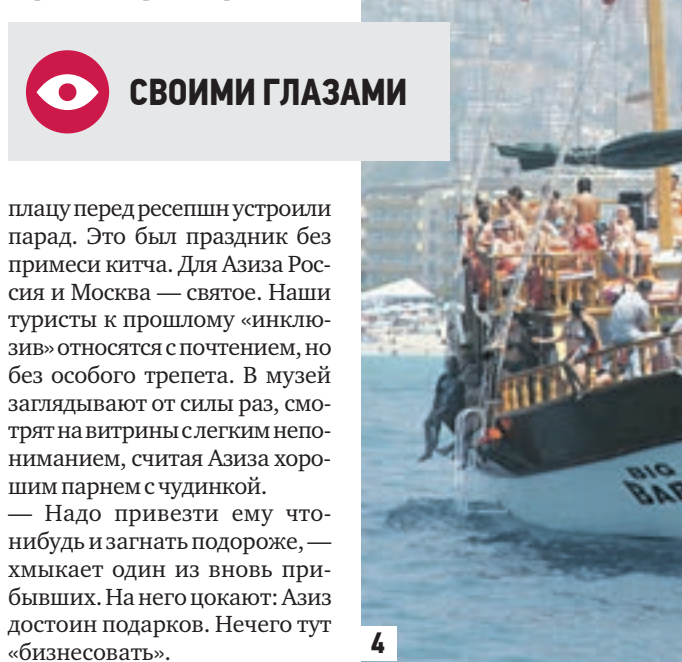 СВОИМИ ГЛАЗАМИ
плацу перед ресепшн устроили
парад. Это был праздник без
примеси китча. Для Азиза Рос-
сия и Москва — святое. Наши
туристы к прошлому «инклю-
зив» относятся с почтением, но
без особого трепета. В музей
заглядывают от силы раз, смо-
трят на витрины с легким непо-
ниманием, считая Азиза хоро-
шим парнем с чудинкой.
— Надо привезти ему что-
нибудь и загнать подороже, —
хмыкает один из вновь при-
бывших. На него цокают: Азиз
достоин подарков. Нечего тут
«бизнесовать».
BIG
4